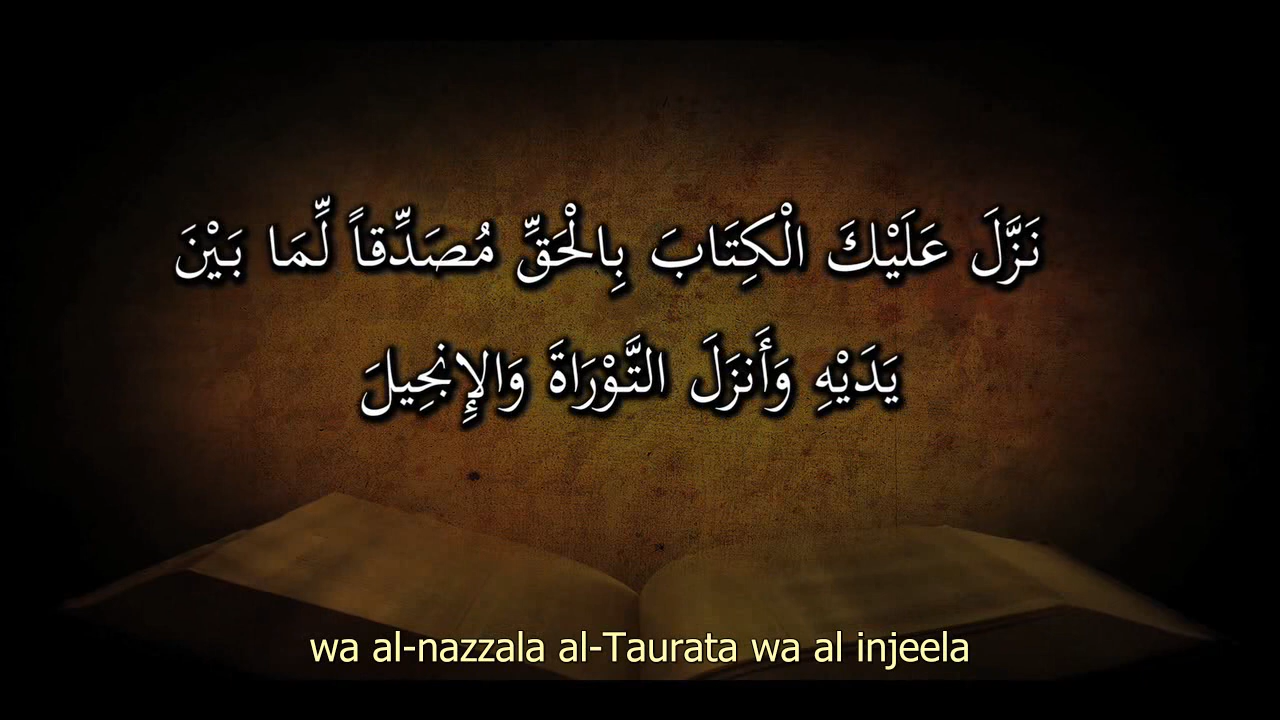 نَزَّلَ عَلَيْكَ الْكِتَابَ بِالْحَقِّ مُصَدِّقاً لِّمَا بَيْنَ
يَدَيْهِ وَأَنزَلَ التَّوْرَاةَ وَالإِنجِيلَ
wa al-nazzala al-Taurata wa al injeela